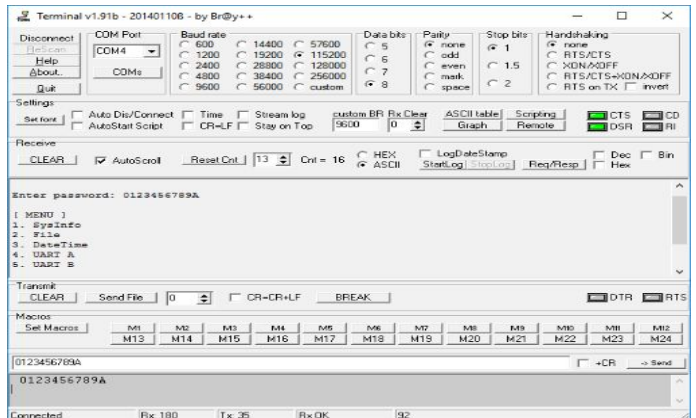 Terminal v1.91b - 20140110ß - by Br@y++
Disconnect
ReScan
Help
About..
Quit
COM Port
COM4
COMs
Baud rate
600 14400 57600
1200 19200 115200
2400 28800 128000
4800 38400 256000
9600 56000 custom
Data bits
5
6
7
8
Parity
none
odd
even
mark
space
Stop bits
1
1.5
2
Handshaking
none
RTS/CTS
XON/XOFF
RTS/CTS+XON/XOFF
RTS on TX invert
Settings
Set font
Auto Dis/Connect Time Stream log custom BR Rx Clear ASCII table Scripting CTS CD
AutoStart Script CR=LF Stay on Top 9600 0 Graph Remote DSR RI
Receive
CLEAR AutoScroll Reset Cnt 13 Cnt = 16
HEX
ASCII
LogDateStamp
StartLog StopLog Req/Resp
Dec Bin
Hex
Enter password: 0123456789A
[ MENU ]
1. SysInfo
2. File
3. DateTime
4. UART A
5. UART B
Transmit
CLEAR Send File 0 CR=CR+LF BREAK DTR RTS
Macros
Set Macros
M1 M2 M3 M4 M5 M6 M7 M8 M9 M10 M11 M12
M13 M14 M15 M16 M17 M18 M19 M20 M21 M22 M23 M24
0123456789A +CR -> Send
0123456789A
Connected Rx: 180 Tx: 35 Rx OK 92